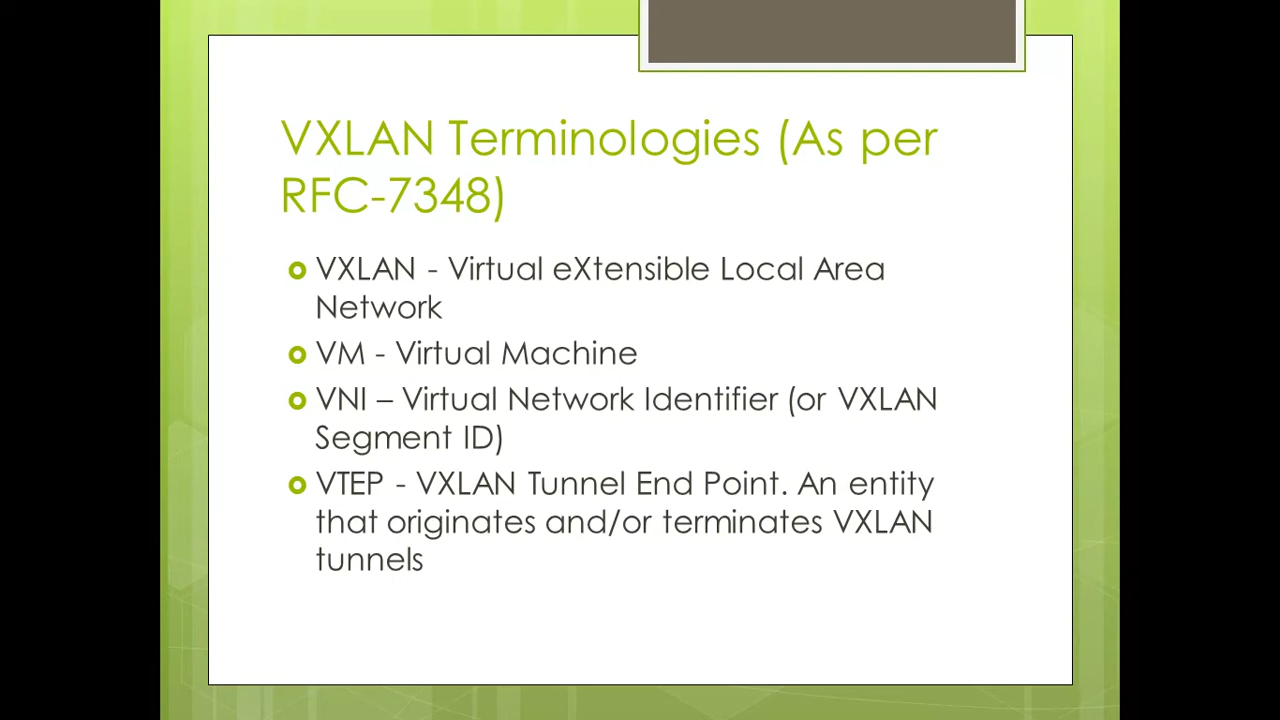 VXLAN Terminologies (As per
RFC-7348)
VXLAN - Virtual eXtensible Local Area
Network
VM - Virtual Machine
VNI – Virtual Network Identifier (or VXLAN
Segment ID)
VTEP - VXLAN Tunnel End Point. An entity
that originates and/or terminates VXLAN
tunnels